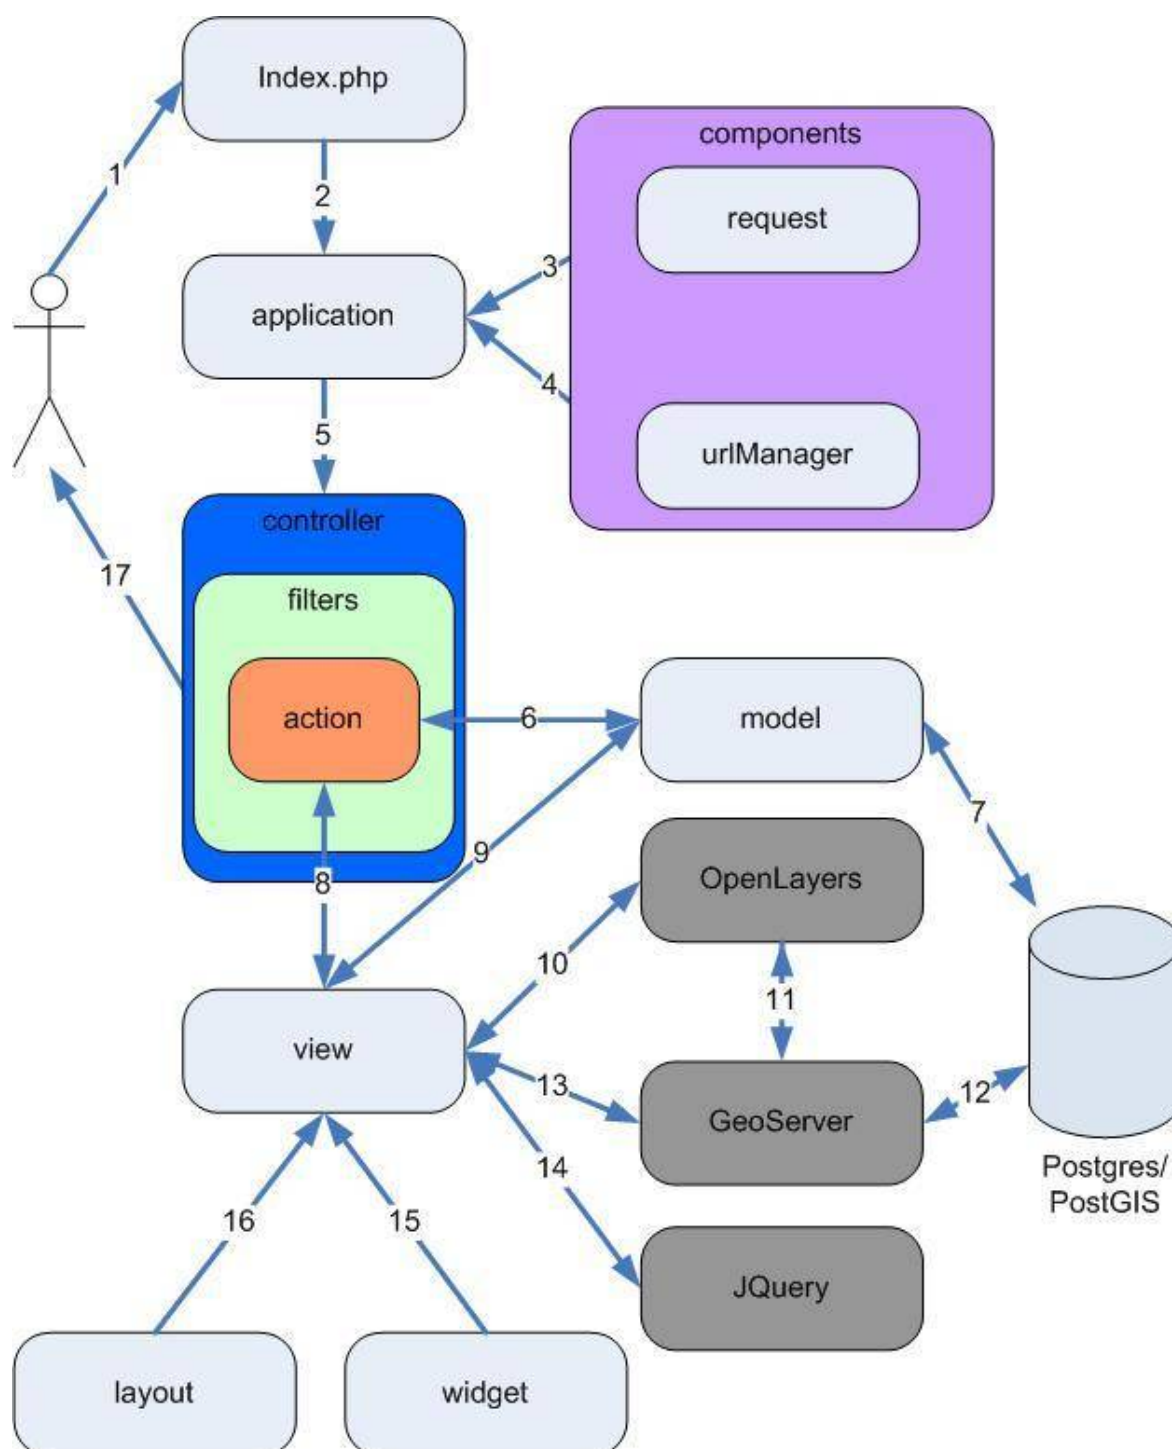 Index.php
components
1
2
request
3
application
4
5
urlManager
controller
17
filters
action
6
model
7
9
OpenLayers
8
10
11
view
13
12
GeoServer
14
Postgres/
PostGIS
16
15
JQuery
layout
widget